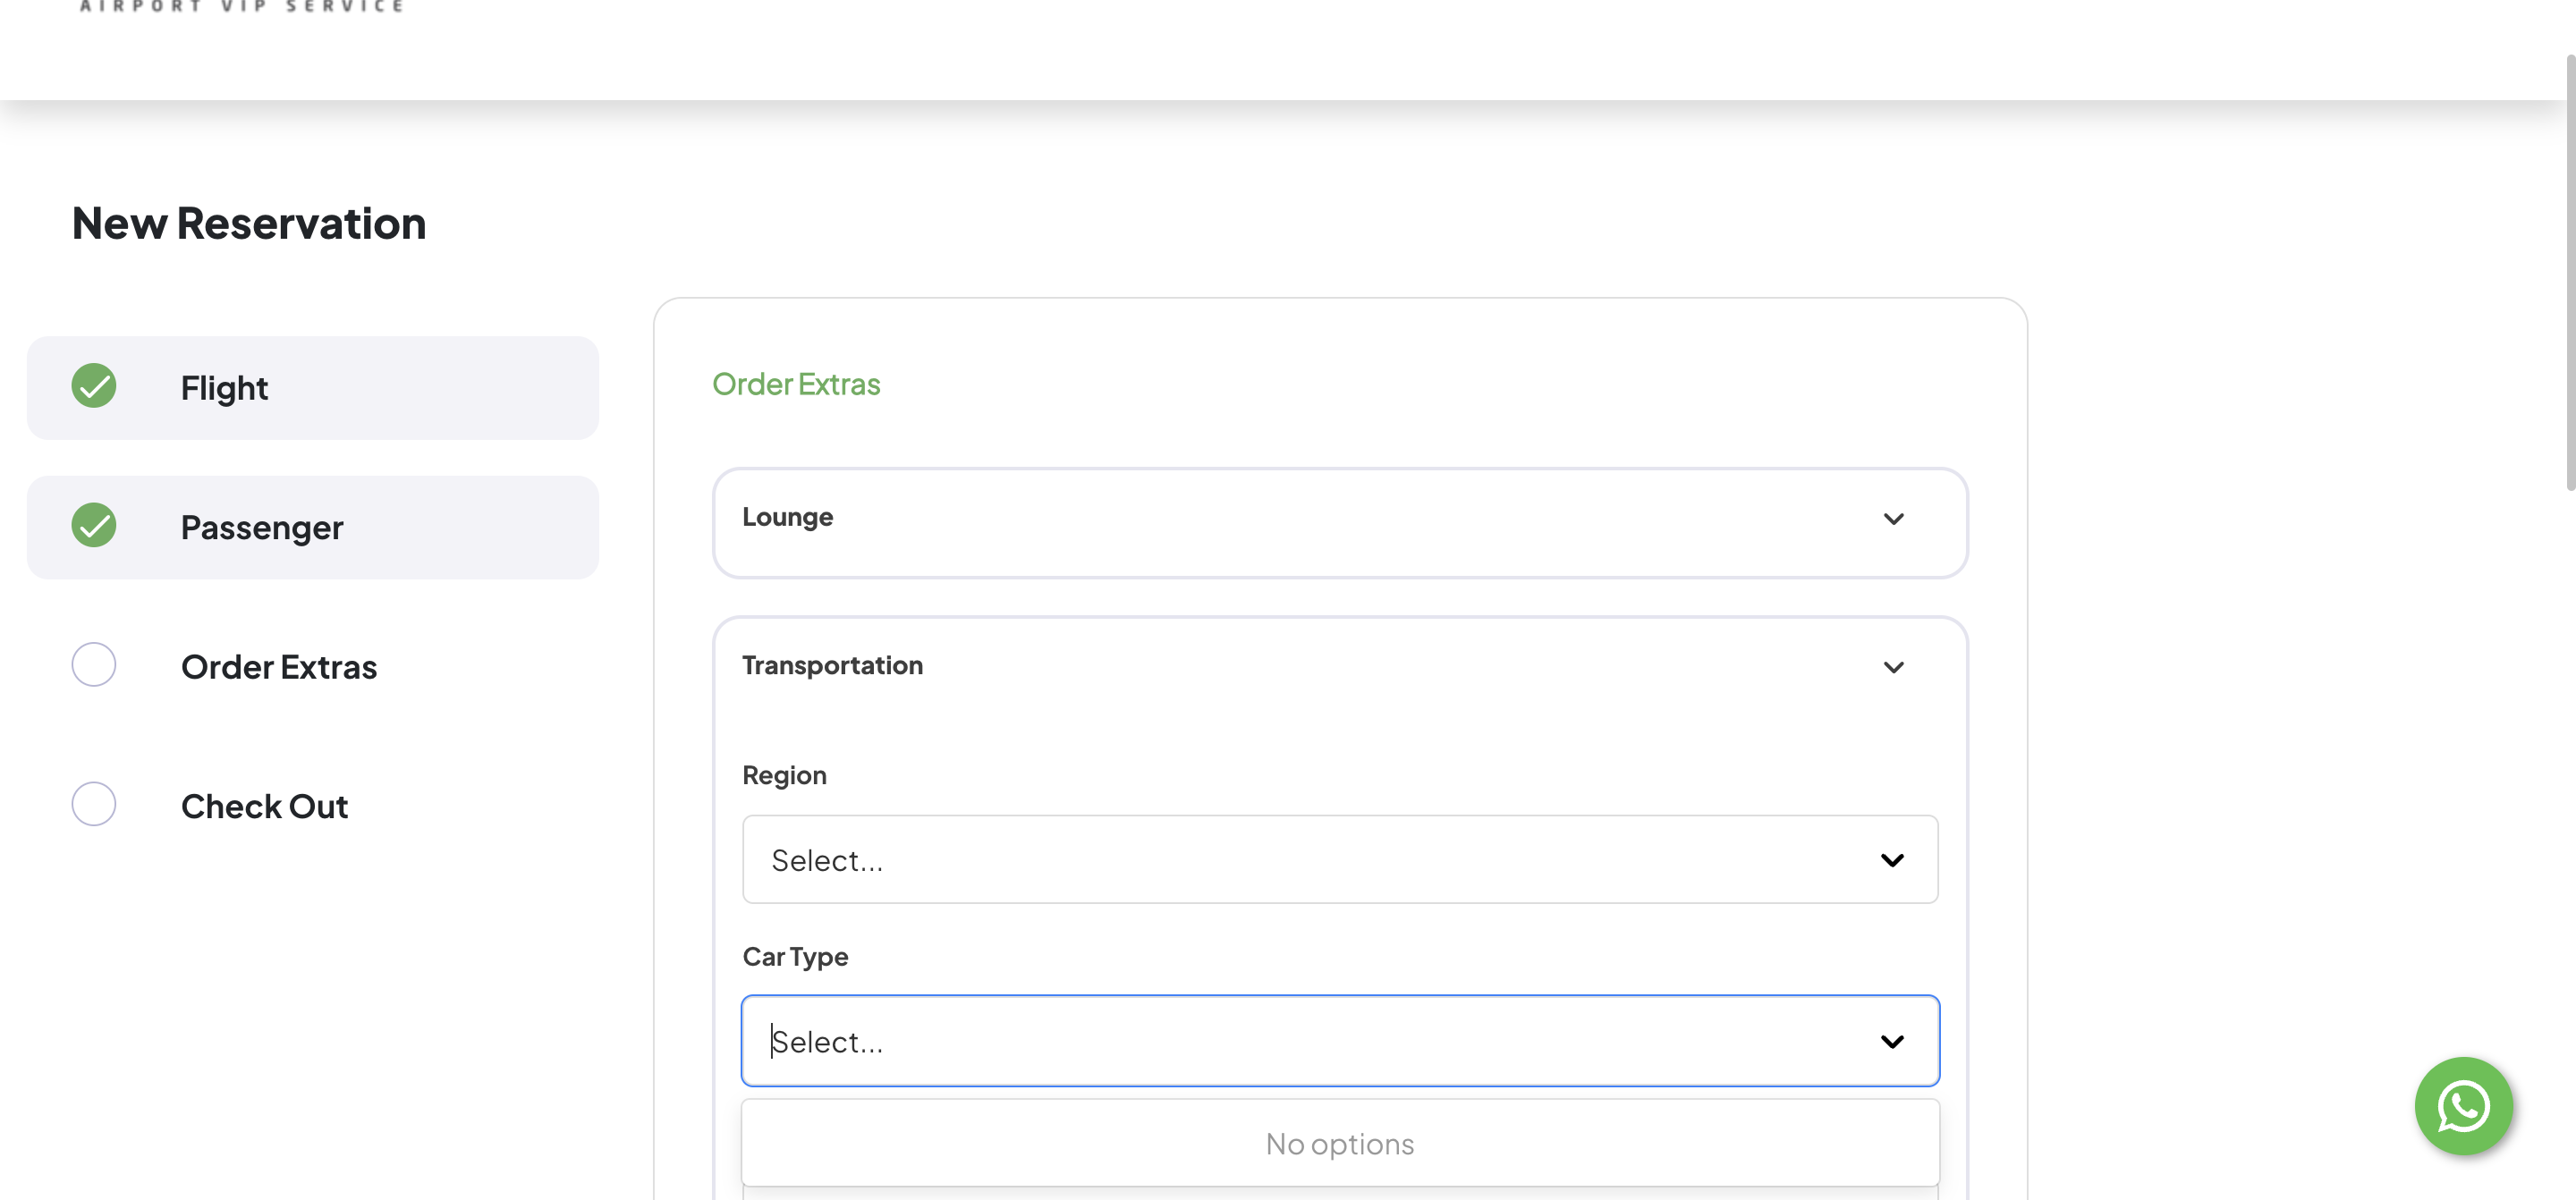 AIRPORT VIP SERVICE
New Reservation
Flight
Passenger
Order Extras
Check Out
Order Extras
Lounge
Transportation
Region
Select...
Car Type
Select...
No options